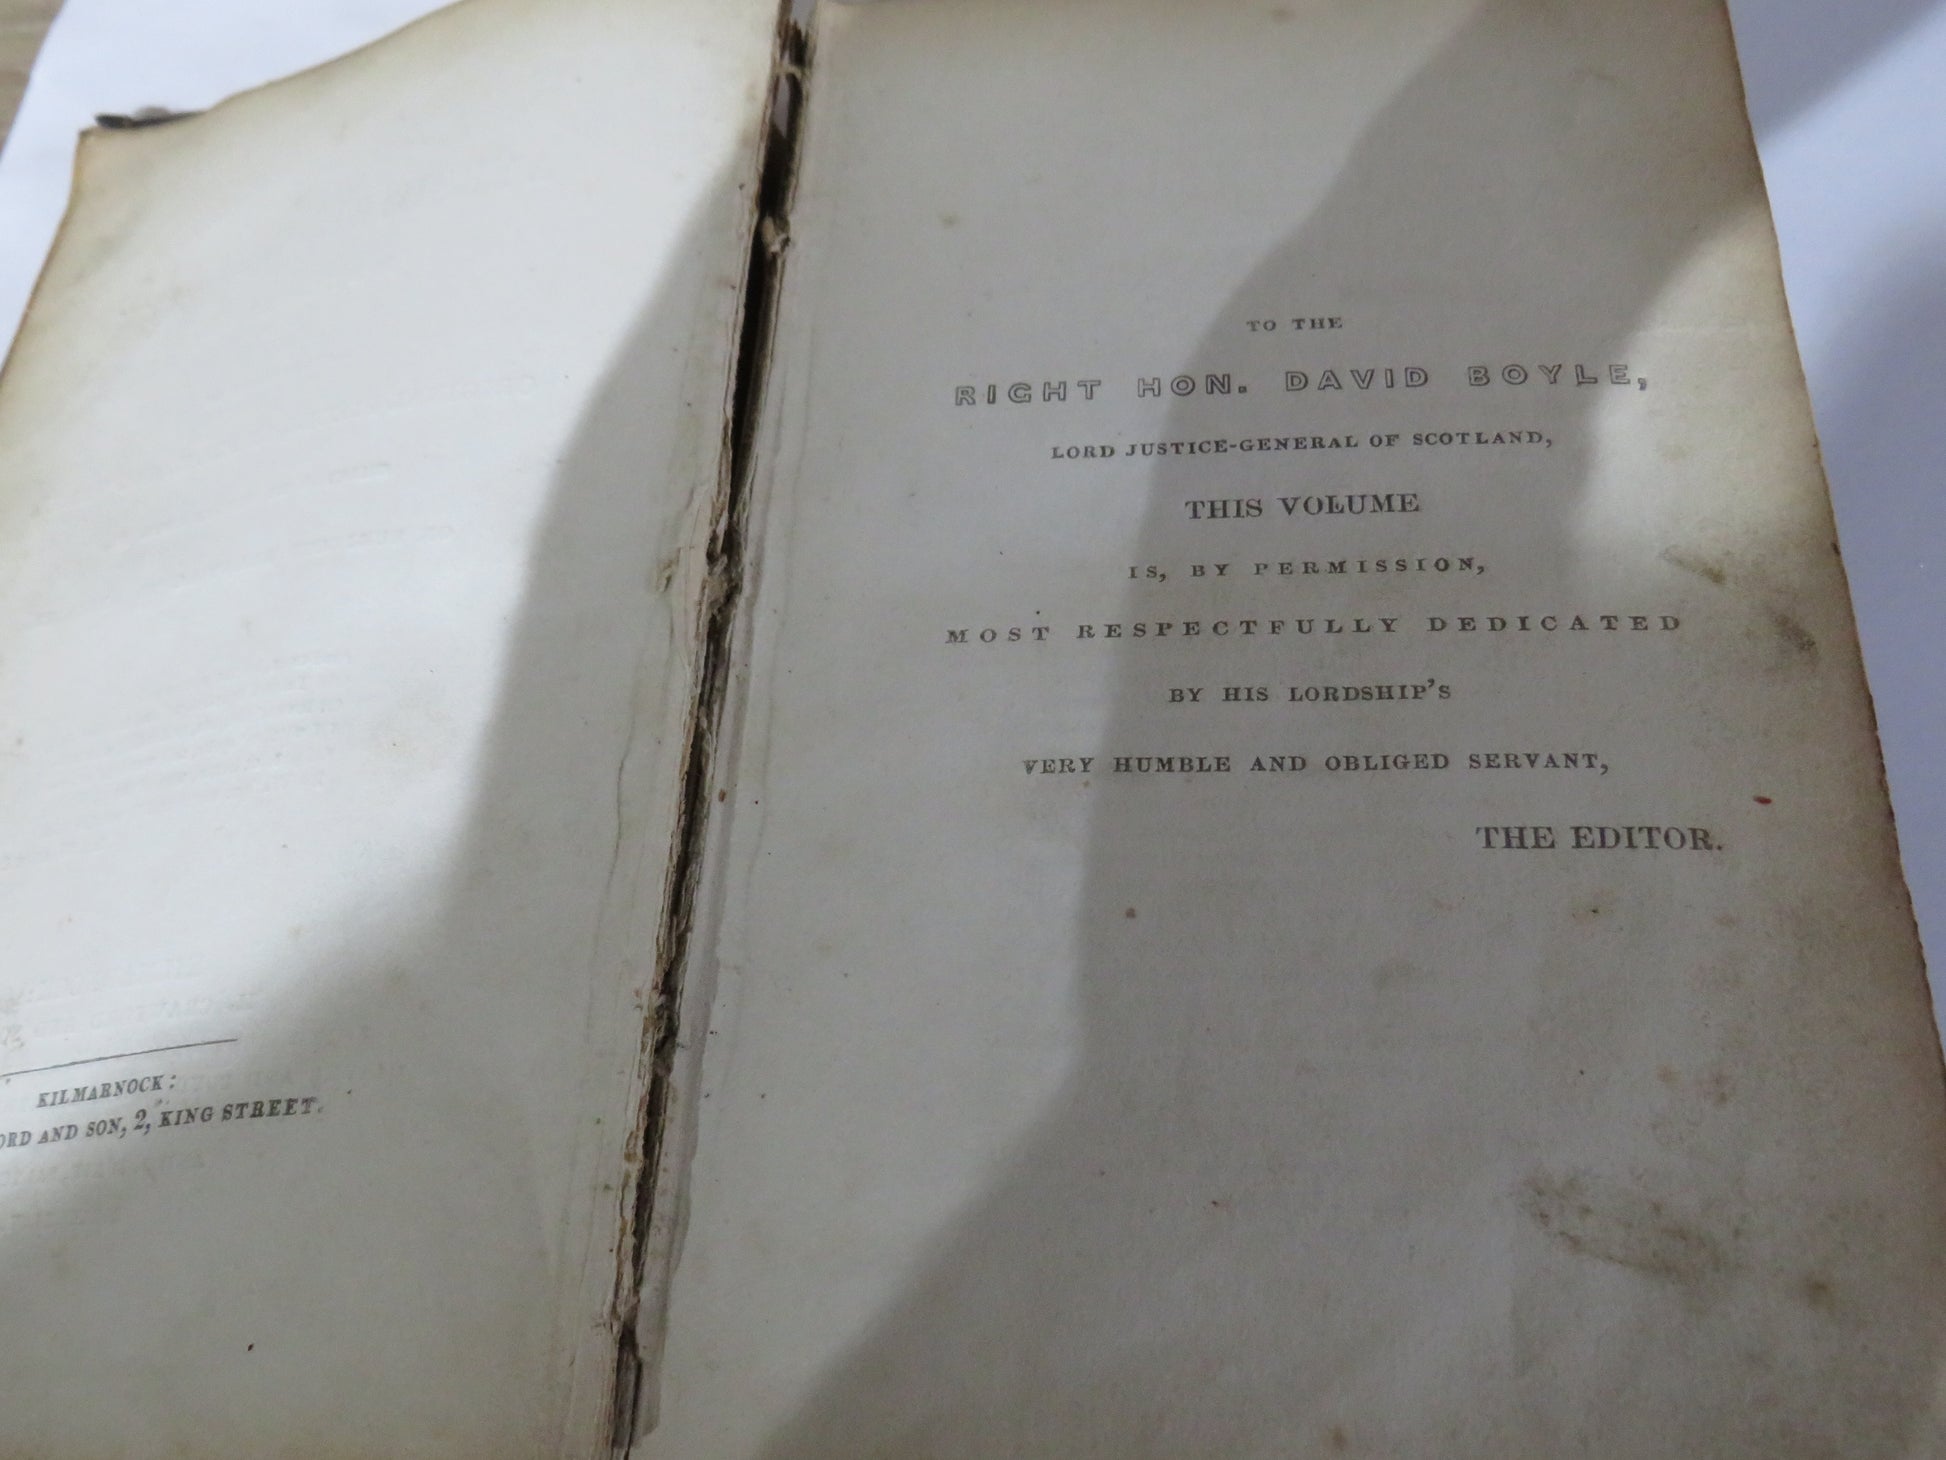 KILMARNOCK:
AND SON, 2, KING STREET.
TO THE
RIGHT HON. DAVID BOYLE,
LORD JUSTICE-GENERAL OF SCOTLAND,
THIS VOLUME
IS, BY PERMISSION,
MOST RESPECTFULLY DEDICATED
BY HIS LORDSHIP'S
VERY HUMBLE AND OBLIGED SERVANT,
THE EDITOR.